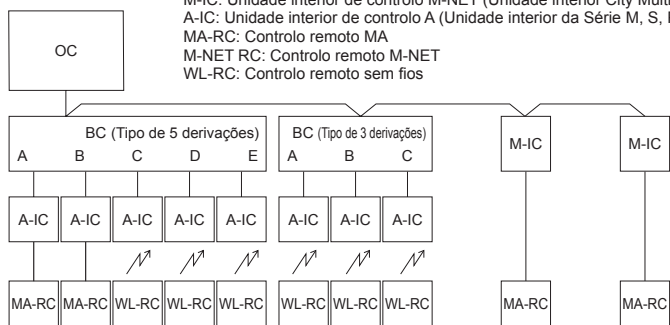 M-IC: Unidade interior de controlo M-NET (Unidade interior City Multi
A-IC: Unidade interior de controlo A (Unidade interior da Série M, S,
MA-RC: Controlo remoto MA
M-NET RC: Controlo remoto M-NET
WL-RC: Controlo remoto sem fios
OC
BC (Tipo de 5 derivações)
A B C D E
BC (Tipo de 3 derivações)
A B C
M-IC
M-IC
A-IC A-IC A-IC A-IC A-IC A-IC A-IC A-IC
MA-RC MA-RC WL-RC WL-RC WL-RC WL-RC WL-RC WL-RC MA-RC MA-RC